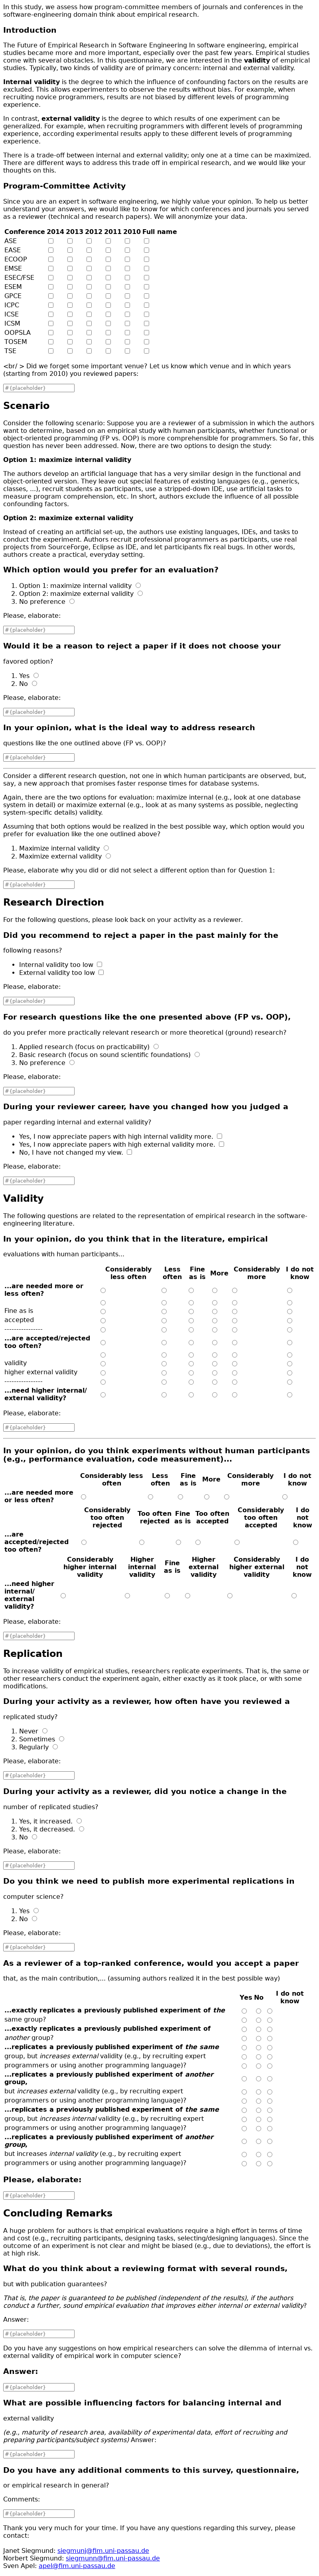 In this study, we assess how program-committee members of journals and conferences in the
software-engineering domain think about empirical research.
Introduction
The Future of Empirical Research in Software Engineering In software engineering, empirical
studies became more and more important, especially over the past few years. Empirical studies
come with several obstacles. In this questionnaire, we are interested in the validity of empirical
studies. Typically, two kinds of validity are of primary concern: internal and external validity.
Internal validity is the degree to which the influence of confounding factors on the results are
excluded. This allows experimenters to observe the results without bias. For example, when
recruiting novice programmers, results are not biased by different levels of programming
experience.
In contrast, external validity is the degree to which results of one experiment can be
generalized. For example, when recruiting programmers with different levels of programming
experience, according experimental results apply to these different levels of programming
experience.
There is a trade-off between internal and external validity; only one at a time can be maximized.
There are different ways to address this trade off in empirical research, and we would like your
thoughts on this.
Program-Committee Activity
Since you are an expert in software engineering, we highly value your opinion. To help us better
understand your answers, we would like to know for which conferences and journals you served
as a reviewer (technical and research papers). We will anonymize your data.
Conference 2014 2013 2012 2011 2010 Full name
ASE
EASE
ECOOP
EMSE
ESEC/FSE
ESEM
GPCE
ICPC
ICSE
ICSM
OOPSLA
TOSEM
TSE
<br/ > Did we forget some important venue? Let us know which venue and in which years
(starting from 2010) you reviewed papers:
#{placeholder}
Scenario
Consider the following scenario: Suppose you are a reviewer of a submission in which the authors
want to determine, based on an empirical study with human participants, whether functional or
object-oriented programming (FP vs. OOP) is more comprehensible for programmers. So far, this
question has never been addressed. Now, there are two options to design the study:
Option 1: maximize internal validity
The authors develop an artificial language that has a very similar design in the functional and
object-oriented version. They leave out special features of existing languages (e.g., generics,
classes, ...), recruit students as participants, use a stripped-down IDE, use artificial tasks to
measure program comprehension, etc. In short, authors exclude the influence of all possible
confounding factors.
Option 2: maximize external validity
Instead of creating an artificial set-up, the authors use existing languages, IDEs, and tasks to
conduct the experiment. Authors recruit professional programmers as participants, use real
projects from SourceForge, Eclipse as IDE, and let participants fix real bugs. In other words,
authors create a practical, everyday setting.
Which option would you prefer for an evaluation?
1. Option 1: maximize internal validity
2. Option 2: maximize external validity
3. No preference
Please, elaborate:
#{placeholder}
Would it be a reason to reject a paper if it does not choose your
favored option?
1. Yes
2. No
Please, elaborate:
#{placeholder}
In your opinion, what is the ideal way to address research
questions like the one outlined above (FP vs. OOP)?
#{placeholder}
Consider a different research question, not one in which human participants are observed, but,
say, a new approach that promises faster response times for database systems.
Again, there are the two options for evaluation: maximize internal (e.g., look at one database
system in detail) or maximize external (e.g., look at as many systems as possible, neglecting
system-specific details) validity.
Assuming that both options would be realized in the best possible way, which option would you
prefer for evaluation like the one outlined above?
1. Maximize internal validity
2. Maximize external validity
Please, elaborate why you did or did not select a different option than for Question 1:
#{placeholder}
Research Direction
For the following questions, please look back on your activity as a reviewer.
Did you recommend to reject a paper in the past mainly for the
following reasons?
• Internal validity too low
• External validity too low
Please, elaborate:
#{placeholder}
For research questions like the one presented above (FP vs. OOP),
do you prefer more practically relevant research or more theoretical (ground) research?
1. Applied research (focus on practicability)
2. Basic research (focus on sound scientific foundations)
3. No preference
Please, elaborate:
#{placeholder}
During your reviewer career, have you changed how you judged a
paper regarding internal and external validity?
• Yes, I now appreciate papers with high internal validity more.
• Yes, I now appreciate papers with high external validity more.
• No, I have not changed my view.
Please, elaborate:
#{placeholder}
Validity
The following questions are related to the representation of empirical research in the software-
engineering literature.
In your opinion, do you think that in the literature, empirical
evaluations with human participants...
Considerably less often Less often Fine as is More Considerably more I do not know
...are needed more or less often?
Fine as is
accepted
-----------------
...are accepted/rejected too often?
validity
higher external validity
-----------------
...need higher internal/ external validity?
Please, elaborate:
#{placeholder}
In your opinion, do you think experiments without human participants
(e.g., performance evaluation, code measurement)...
Considerably less often Less often Fine as is More Considerably more I do not know
...are needed more or less often?
Considerably too often rejected Too often rejected Fine as is Too often accepted Considerably too often accepted I do not know
...are accepted/rejected too often?
Considerably higher internal validity Higher internal validity Fine as is Higher external validity Considerably higher external validity I do not know
...need higher internal/ external validity?
Please, elaborate:
#{placeholder}
Replication
To increase validity of empirical studies, researchers replicate experiments. That is, the same or
other researchers conduct the experiment again, either exactly as it took place, or with some
modifications.
During your activity as a reviewer, how often have you reviewed a
replicated study?
1. Never
2. Sometimes
3. Regularly
Please, elaborate:
#{placeholder}
During your activity as a reviewer, did you notice a change in the
number of replicated studies?
1. Yes, it increased.
2. Yes, it decreased.
3. No
Please, elaborate:
#{placeholder}
Do you think we need to publish more experimental replications in
computer science?
1. Yes
2. No
Please, elaborate:
#{placeholder}
As a reviewer of a top-ranked conference, would you accept a paper
that, as the main contribution,... (assuming authors realized it in the best possible way)
Yes No I do not know
...exactly replicates a previously published experiment of the
same group?
...exactly replicates a previously published experiment of
another group?
...replicates a previously published experiment of the same
group, but increases external validity (e.g., by recruiting expert
programmers or using another programming language)?
...replicates a previously published experiment of another
group,
but increases external validity (e.g., by recruiting expert
programmers or using another programming language)?
...replicates a previously published experiment of the same
group, but increases internal validity (e.g., by recruiting expert
programmers or using another programming language)?
...replicates a previously published experiment of another
group,
but increases internal validity (e.g., by recruiting expert
programmers or using another programming language)?
Please, elaborate:
#{placeholder}
Concluding Remarks
A huge problem for authors is that empirical evaluations require a high effort in terms of time
and cost (e.g., recruiting participants, designing tasks, selecting/designing languages). Since the
outcome of an experiment is not clear and might be biased (e.g., due to deviations), the effort is
at high risk.
What do you think about a reviewing format with several rounds,
but with publication guarantees?
That is, the paper is guaranteed to be published (independent of the results), if the authors
conduct a further, sound empirical evaluation that improves either internal or external validity?
Answer:
#{placeholder}
Do you have any suggestions on how empirical researchers can solve the dilemma of internal vs.
external validity of empirical work in computer science?
Answer:
#{placeholder}
What are possible influencing factors for balancing internal and
external validity
(e.g., maturity of research area, availability of experimental data, effort of recruiting and
preparing participants/subject systems) Answer:
#{placeholder}
Do you have any additional comments to this survey, questionnaire,
or empirical research in general?
Comments:
#{placeholder}
Thank you very much for your time. If you have any questions regarding this survey, please
contact:
Janet Siegmund: siegmunj@fim.uni-passau.de
Norbert Siegmund: siegmunn@fim.uni-passau.de
Sven Apel: apel@fim.uni-passau.de